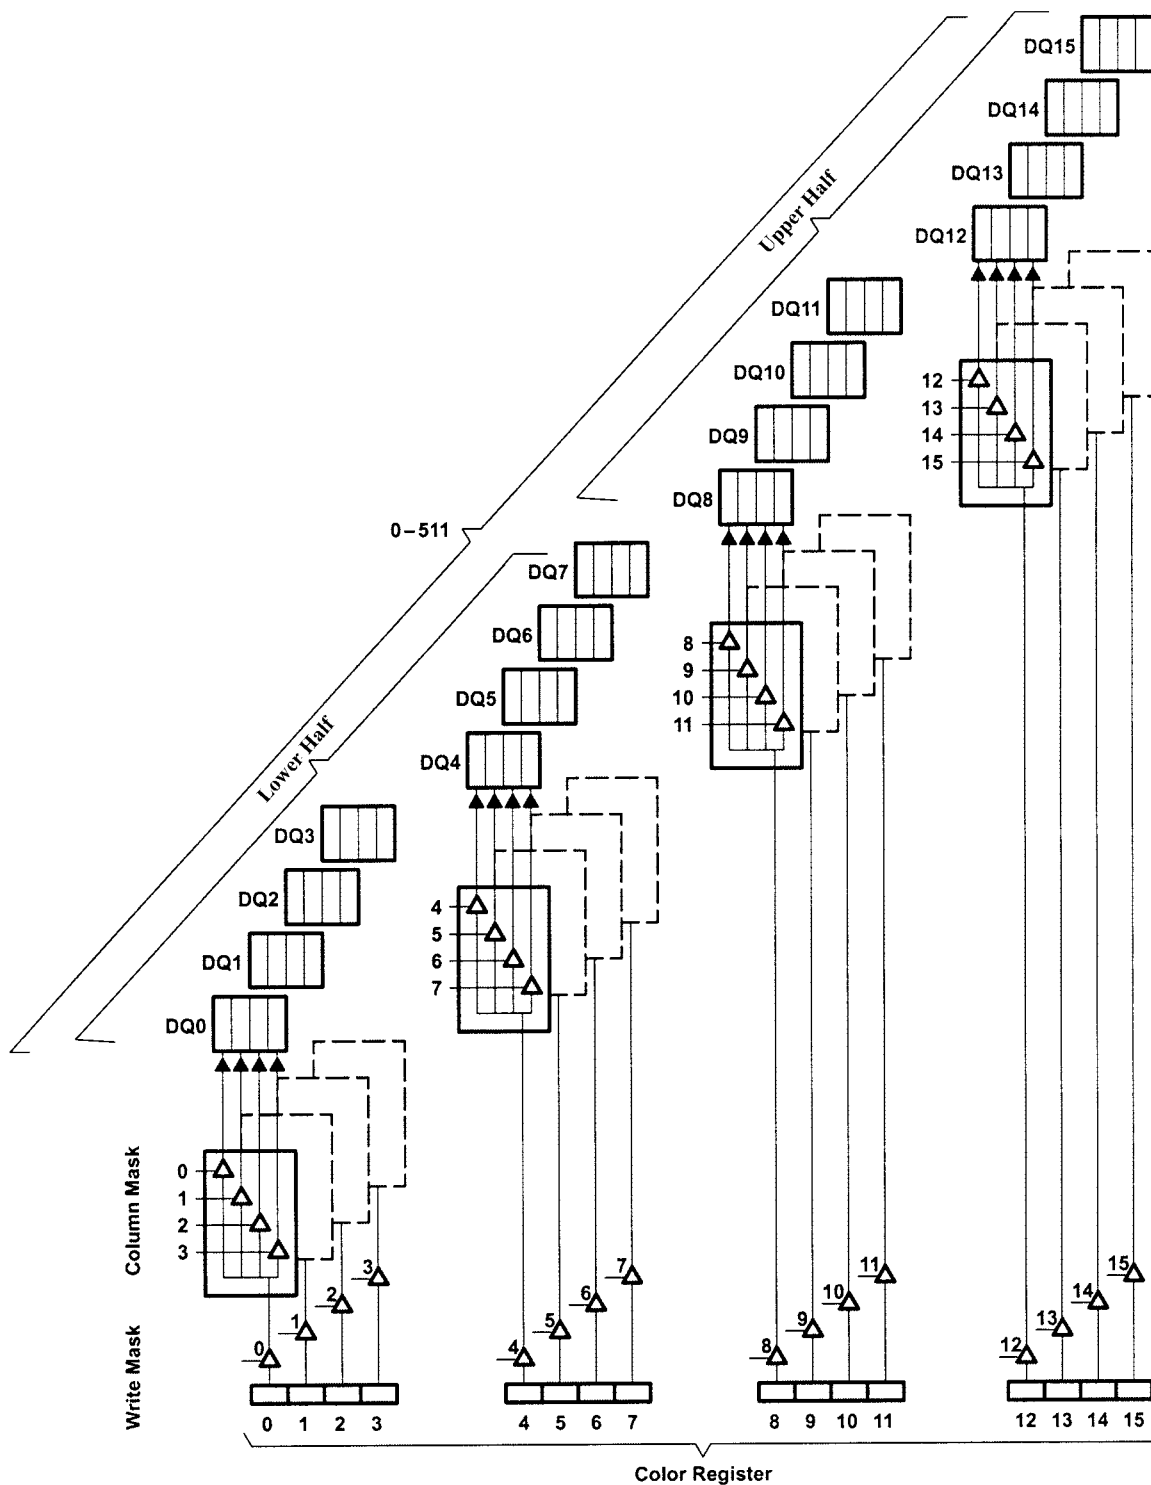 DQ15
DQ14
DQ13
DQ12
Upper Half
DQ11
DQ10
DQ9
DQ8
12
13
14
15
0–511
DQ7
DQ6
DQ5
DQ4
8
9
10
11
Lower Half
DQ3
DQ2
DQ1
DQ0
4
5
6
7
Column Mask
0
1
2
3
Write Mask
0
1
2
3
4
5
6
7
8
9
10
11
12
13
14
15
0 1 2 3 4 5 6 7 8 9 10 11 12 13 14 15
Color Register